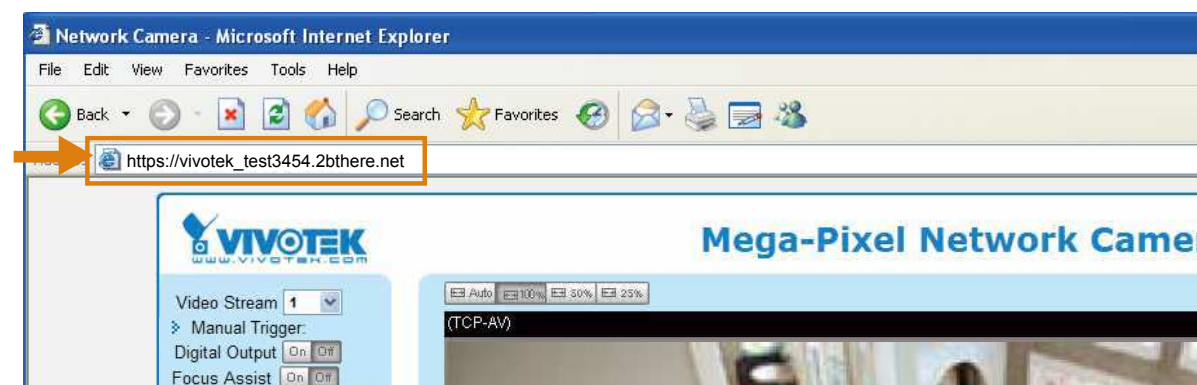 Network Camera - Microsoft Internet Explorer
File Edit View Favorites Tools Help
Back Search Favorites
https://vivotek_test3454.2bthere.net
VIVOTEK
www.vivotek.com
Mega-Pixel Network Came
Video Stream 1
Auto 100% 50% 25%
Manual Trigger:
(TCP-AV)
Digital Output On Off
Focus Assist On Off